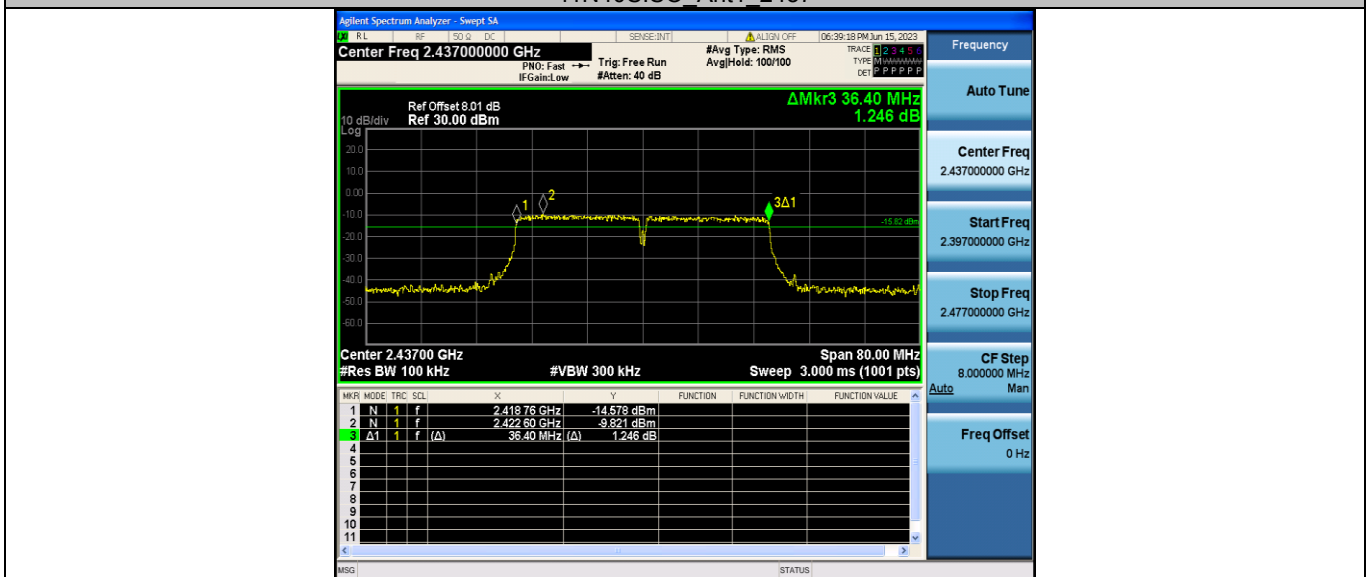 Agilent Spectrum Analyzer - Swept SA
RL RF 50 Ω DC SENSE:INT ALIGN OFF 06:39:18 PM Jun 15, 2023
Center Freq 2.437000000 GHz #Avg Type: RMS TRACE 1 2 3 4 5 6
PNO: Fast Trig: Free Run Avg|Hold: 100/100 TYPE M
IFGain:Low #Atten: 40 dB DET P P P P P P
Frequency
Auto Tune
Center Freq
2.437000000 GHz
Start Freq
2.397000000 GHz
Stop Freq
2.477000000 GHz
CF Step
8.000000 MHz
Auto Man
Freq Offset
0 Hz
ΔMkr3 36.40 MHz
1.246 dB
Ref Offset 8.01 dB
10 dB/div Ref 30.00 dBm
Log
20.0
10.0
0.00
-10.0
-20.0
-30.0
-40.0
-50.0
-60.0
1
2
3Δ1
-15.82 dBm
Center 2.43700 GHz Span 80.00 MHz
#Res BW 100 kHz #VBW 300 kHz Sweep 3.000 ms (1001 pts)
MKR MODE TRC SCL X Y FUNCTION FUNCTION WIDTH FUNCTION VALUE
1 N 1 f 2.418 76 GHz -14.578 dBm
2 N 1 f 2.422 60 GHz -9.821 dBm
3 Δ1 1 f (Δ) 36.40 MHz (Δ) 1.246 dB
4
5
6
7
8
9
10
11
MSG STATUS